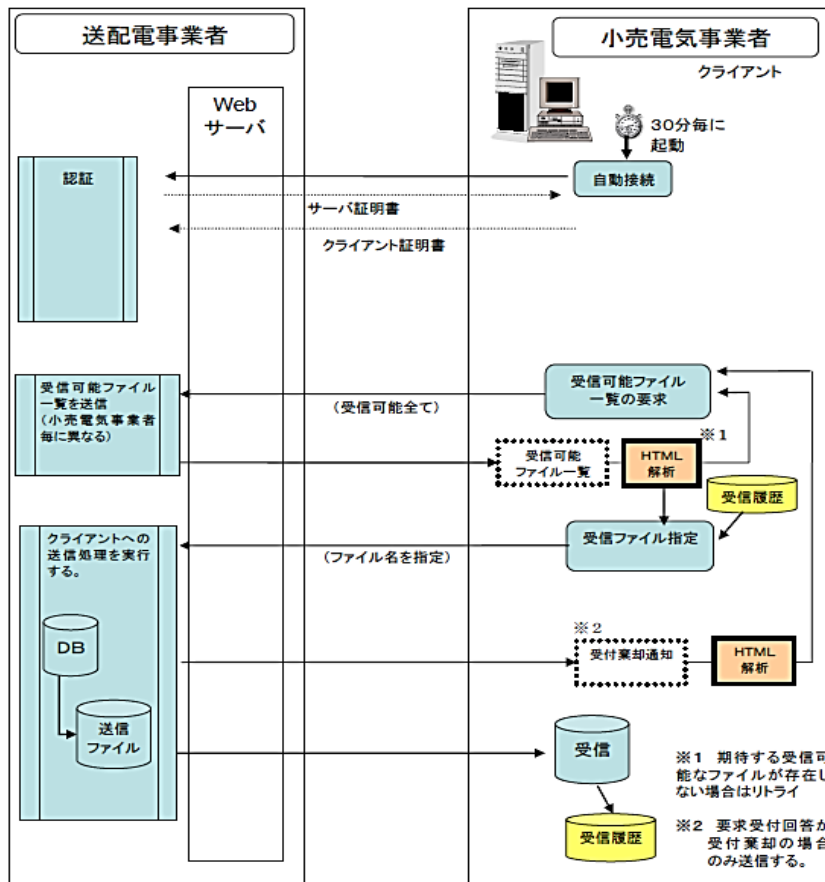 送配電事業者
小売電気事業者
クライアント
Web
サーバ
30分毎に
起動
認証
自動接続
サーバ証明書
クライアント証明書
受信可能ファイル
一覧を送信
(小売電気事業者
毎に異なる)
受信可能ファイル
一覧の要求
(受信可能全て)
※1
受信可能
ファイル一覧
HTML
解析
受信履歴
クライアントへの
送信処理を実行
する。
受信ファイル指定
(ファイル名を指定)
※2
DB
受付棄却通知
HTML
解析
送信
ファイル
受信
受信履歴
※1 期待する受信可
能なファイルが存在し
ない場合はリトライ
※2 要求受付回答が
受付棄却の場合
のみ送信する。